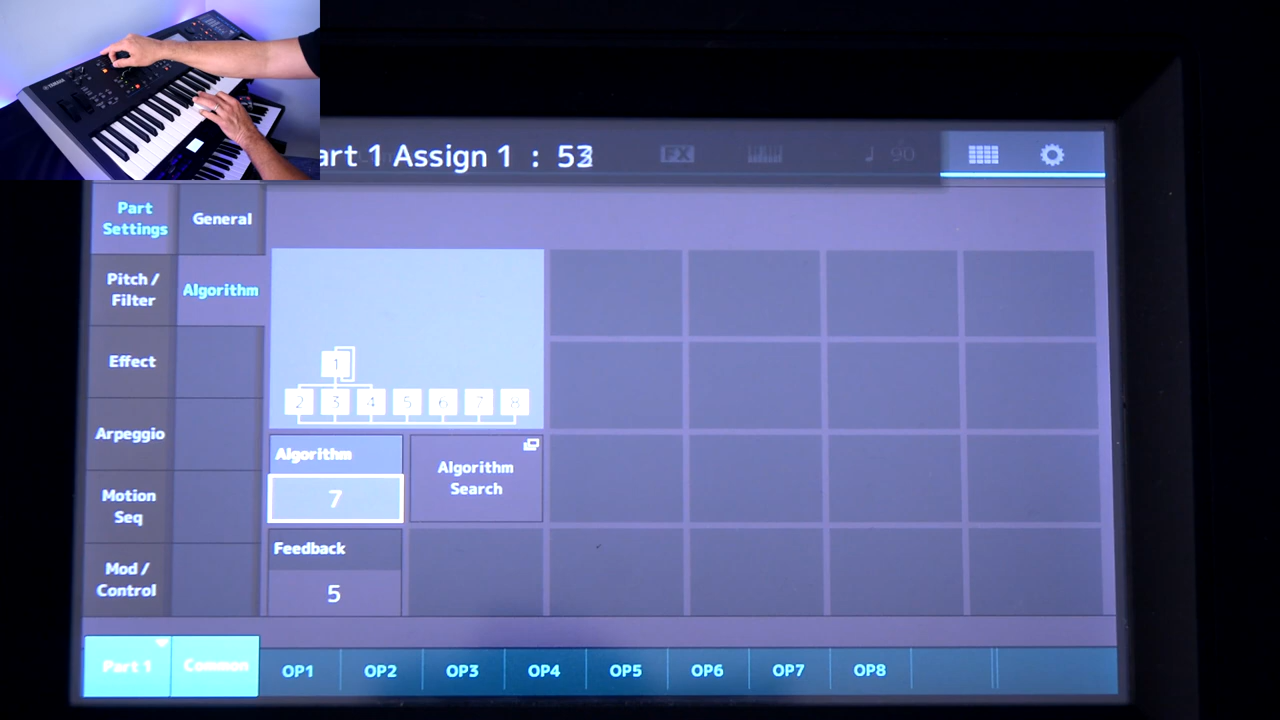 YAMAHA
art 1 Assign 1 : 53
FX
90
Part
Settings
General
Pitch /
Filter
Algorithm
Effect
Arpeggio
Motion
Seq
Mod /
Control
1
2 3 4 5 6 7 8
Algorithm
7
Algorithm
Search
Feedback
5
Part 1
Common
OP1
OP2
OP3
OP4
OP5
OP6
OP7
OP8